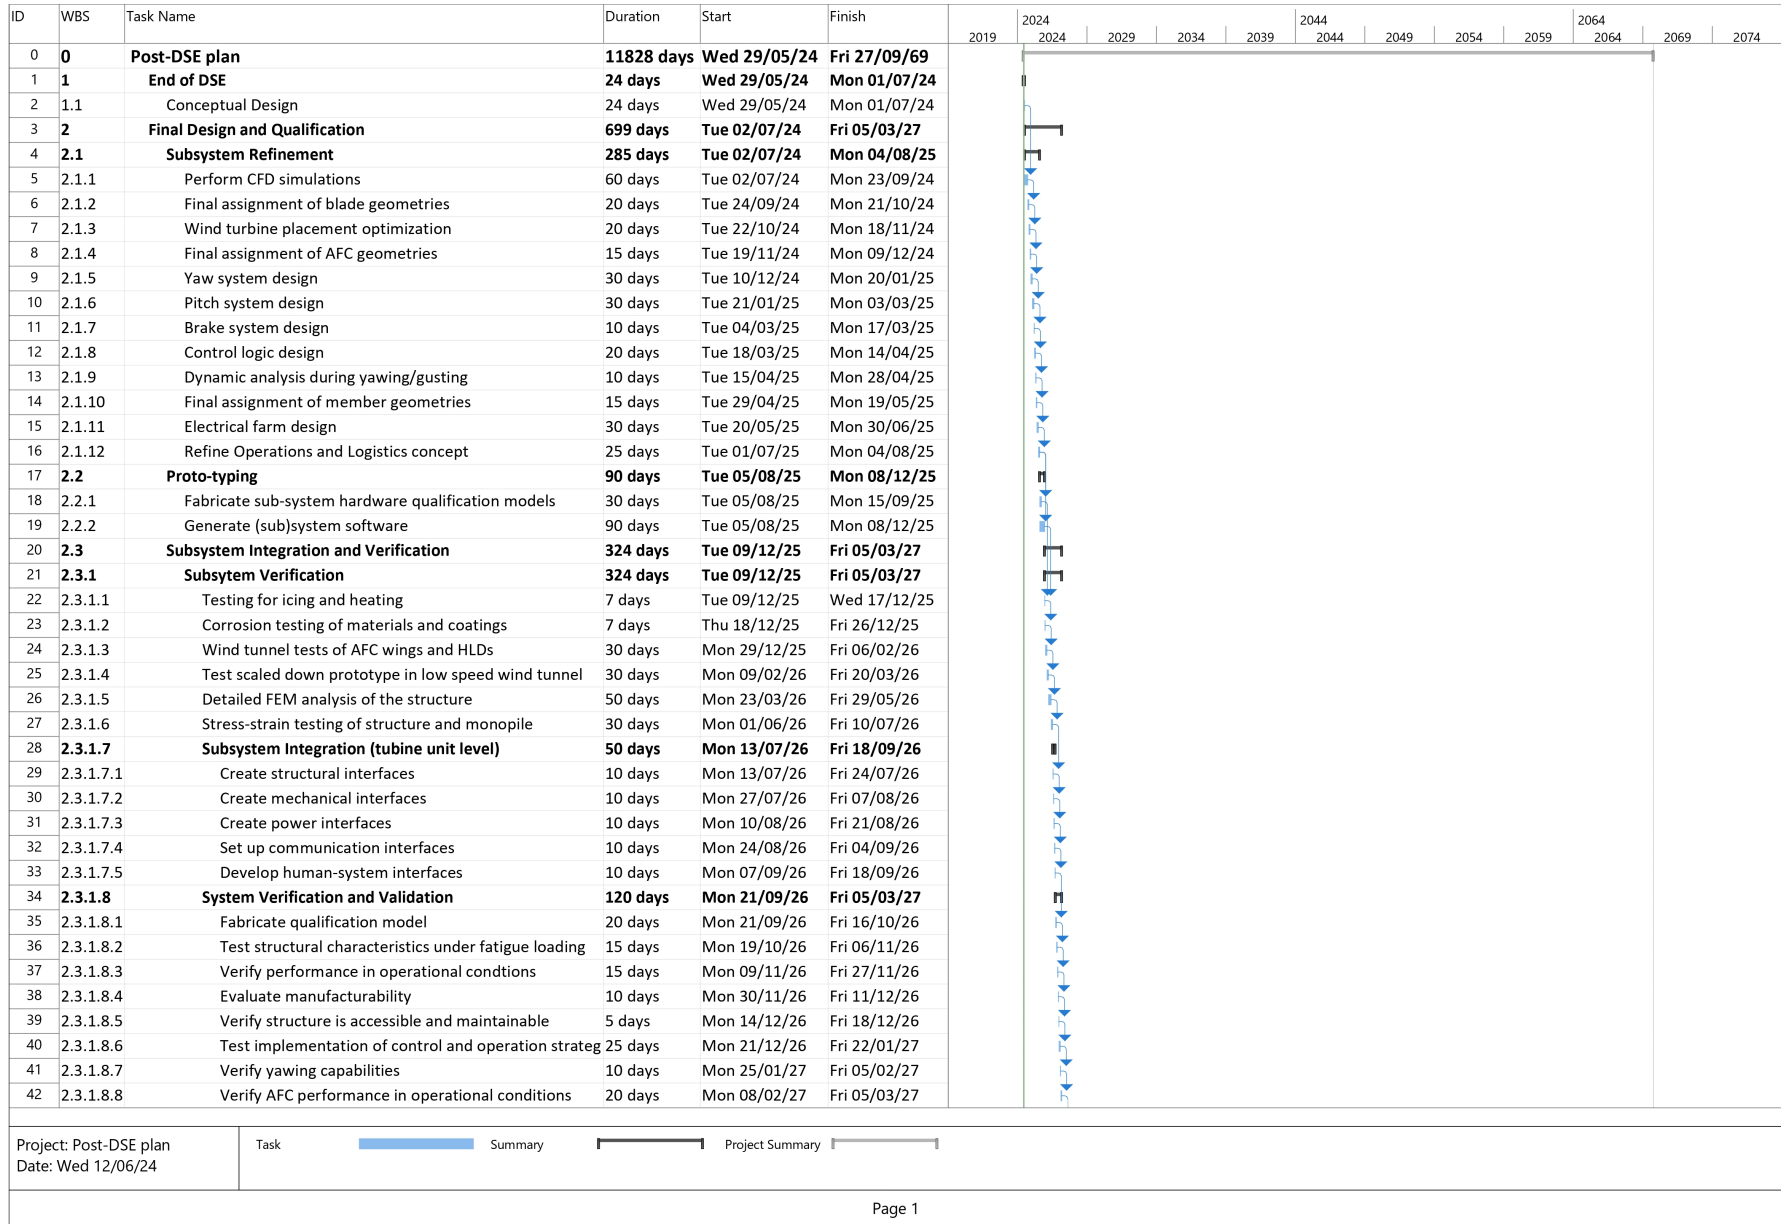 ID WBS Task Name Duration Start Finish
2024 2044 2064
2019 2024 2029 2034 2039 2044 2049 2054 2059 2064 2069 2074
0 0 Post-DSE plan 11828 days Wed 29/05/24 Fri 27/09/69
1 1 End of DSE 24 days Wed 29/05/24 Mon 01/07/24
2 1.1 Conceptual Design 24 days Wed 29/05/24 Mon 01/07/24
3 2 Final Design and Qualification 699 days Tue 02/07/24 Fri 05/03/27
4 2.1 Subsystem Refinement 285 days Tue 02/07/24 Mon 04/08/25
5 2.1.1 Perform CFD simulations 60 days Tue 02/07/24 Mon 23/09/24
6 2.1.2 Final assignment of blade geometries 20 days Tue 24/09/24 Mon 21/10/24
7 2.1.3 Wind turbine placement optimization 20 days Tue 22/10/24 Mon 18/11/24
8 2.1.4 Final assignment of AFC geometries 15 days Tue 19/11/24 Mon 09/12/24
9 2.1.5 Yaw system design 30 days Tue 10/12/24 Mon 20/01/25
10 2.1.6 Pitch system design 30 days Tue 21/01/25 Mon 03/03/25
11 2.1.7 Brake system design 10 days Tue 04/03/25 Mon 17/03/25
12 2.1.8 Control logic design 20 days Tue 18/03/25 Mon 14/04/25
13 2.1.9 Dynamic analysis during yawing/gusting 10 days Tue 15/04/25 Mon 28/04/25
14 2.1.10 Final assignment of member geometries 15 days Tue 29/04/25 Mon 19/05/25
15 2.1.11 Electrical farm design 30 days Tue 20/05/25 Mon 30/06/25
16 2.1.12 Refine Operations and Logistics concept 25 days Tue 01/07/25 Mon 04/08/25
17 2.2 Proto-typing 90 days Tue 05/08/25 Mon 08/12/25
18 2.2.1 Fabricate sub-system hardware qualification models 30 days Tue 05/08/25 Mon 15/09/25
19 2.2.2 Generate (sub)system software 90 days Tue 05/08/25 Mon 08/12/25
20 2.3 Subsystem Integration and Verification 324 days Tue 09/12/25 Fri 05/03/27
21 2.3.1 Subsytem Verification 324 days Tue 09/12/25 Fri 05/03/27
22 2.3.1.1 Testing for icing and heating 7 days Tue 09/12/25 Wed 17/12/25
23 2.3.1.2 Corrosion testing of materials and coatings 7 days Thu 18/12/25 Fri 26/12/25
24 2.3.1.3 Wind tunnel tests of AFC wings and HLDs 30 days Mon 29/12/25 Fri 06/02/26
25 2.3.1.4 Test scaled down prototype in low speed wind tunnel 30 days Mon 09/02/26 Fri 20/03/26
26 2.3.1.5 Detailed FEM analysis of the structure 50 days Mon 23/03/26 Fri 29/05/26
27 2.3.1.6 Stress-strain testing of structure and monopile 30 days Mon 01/06/26 Fri 10/07/26
28 2.3.1.7 Subsystem Integration (tubine unit level) 50 days Mon 13/07/26 Fri 18/09/26
29 2.3.1.7.1 Create structural interfaces 10 days Mon 13/07/26 Fri 24/07/26
30 2.3.1.7.2 Create mechanical interfaces 10 days Mon 27/07/26 Fri 07/08/26
31 2.3.1.7.3 Create power interfaces 10 days Mon 10/08/26 Fri 21/08/26
32 2.3.1.7.4 Set up communication interfaces 10 days Mon 24/08/26 Fri 04/09/26
33 2.3.1.7.5 Develop human-system interfaces 10 days Mon 07/09/26 Fri 18/09/26
34 2.3.1.8 System Verification and Validation 120 days Mon 21/09/26 Fri 05/03/27
35 2.3.1.8.1 Fabricate qualification model 20 days Mon 21/09/26 Fri 16/10/26
36 2.3.1.8.2 Test structural characteristics under fatigue loading 15 days Mon 19/10/26 Fri 06/11/26
37 2.3.1.8.3 Verify performance in operational condtions 15 days Mon 09/11/26 Fri 27/11/26
38 2.3.1.8.4 Evaluate manufacturability 10 days Mon 30/11/26 Fri 11/12/26
39 2.3.1.8.5 Verify structure is accessible and maintainable 5 days Mon 14/12/26 Fri 18/12/26
40 2.3.1.8.6 Test implementation of control and operation strateg 25 days Mon 21/12/26 Fri 22/01/27
41 2.3.1.8.7 Verify yawing capabilities 10 days Mon 25/01/27 Fri 05/02/27
42 2.3.1.8.8 Verify AFC performance in operational conditions 20 days Mon 08/02/27 Fri 05/03/27
Project: Post-DSE plan
Date: Wed 12/06/24
Task Summary Project Summary
Page 1